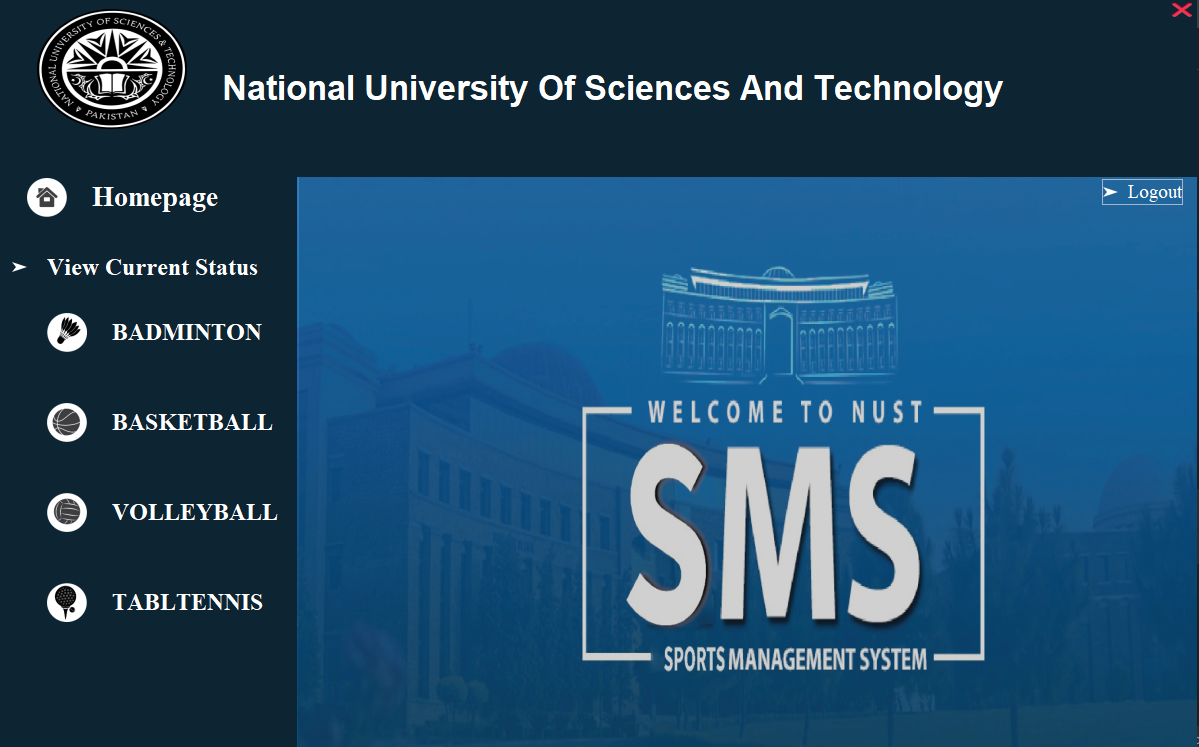 NATIONAL UNIVERSITY OF SCIENCES & TECHNOLOGY
PAKISTAN
National University Of Sciences And Technology
Homepage
Logout
View Current Status
BADMINTON
BASKETBALL
VOLLEYBALL
TABLTENNIS
WELCOME TO NUST
SMS
SPORTS MANAGEMENT SYSTEM